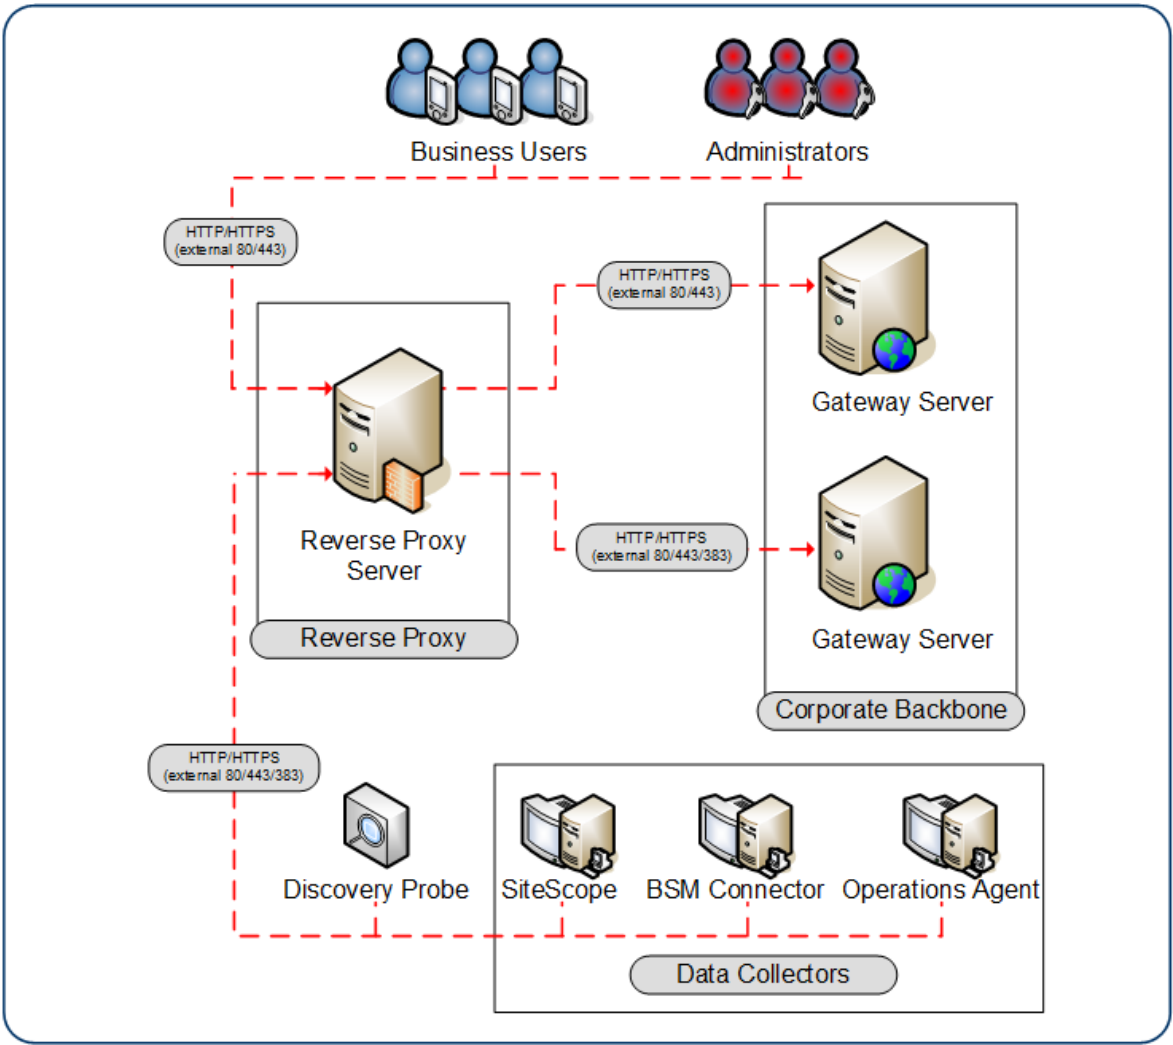 Business Users
Administrators
HTTP/HTTPS
(external 80/443)
HTTP/HTTPS
(external 80/443)
Gateway Server
Reverse Proxy
Server
HTTP/HTTPS
(external 80/443/383)
Reverse Proxy
Gateway Server
Corporate Backbone
HTTP/HTTPS
(external 80/443/383)
Discovery Probe
SiteScope
BSM Connector
Operations Agent
Data Collectors